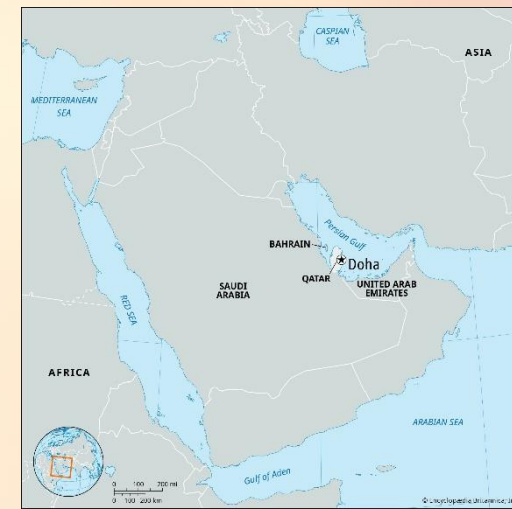 CASPIAN
SEA
ASIA
MEDITERRANEAN
SEA
Persian Gulf
BAHRAIN
Doha
QATAR
UNITED ARAB
EMIRATES
SAUDI
ARABIA
RED SEA
AFRICA
ARABIAN SEA
Gulf of Aden
0 100 200 mi
0 100 200 km
© Encyclopædia Britannica, In